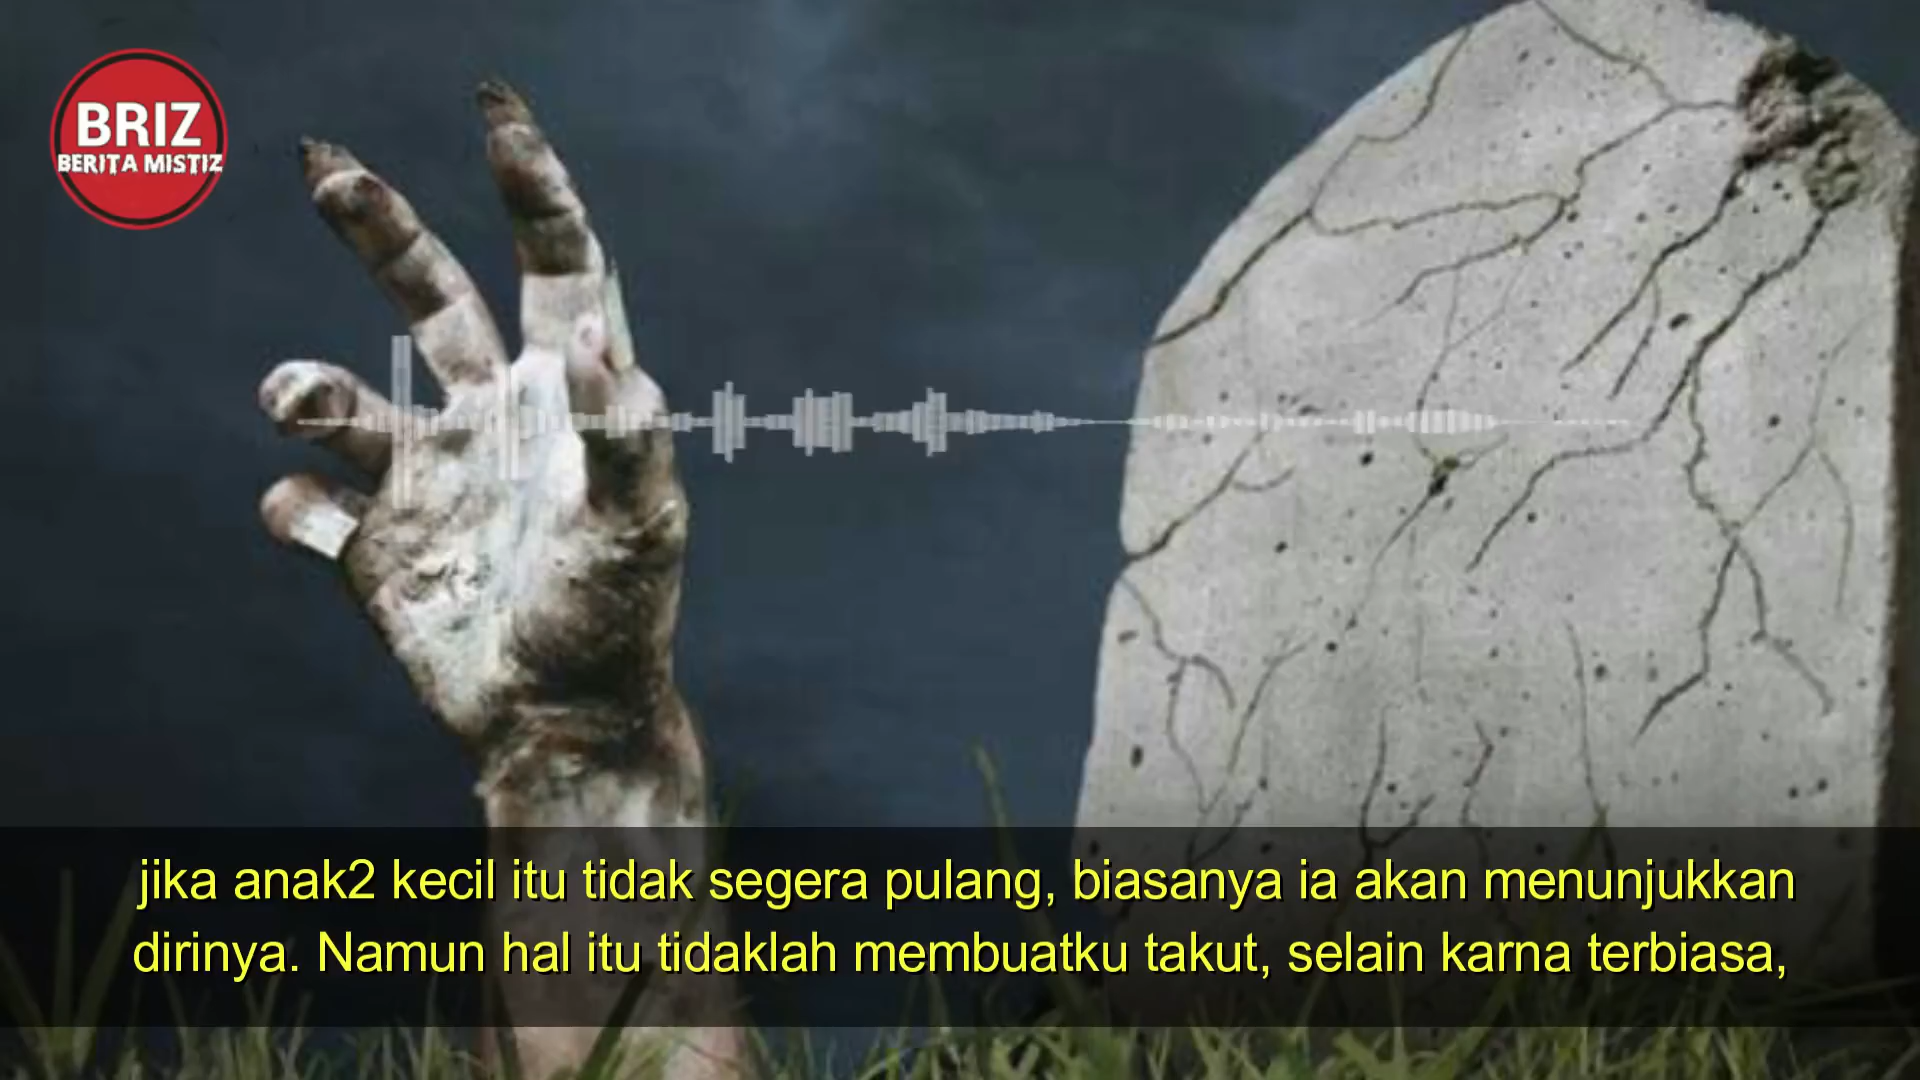 BRIZ
BERITA MISTIZ
jika anak2 kecil itu tidak segera pulang, biasanya ia akan menunjukkan
dirinya. Namun hal itu tidaklah membuatku takut, selain karna terbiasa,